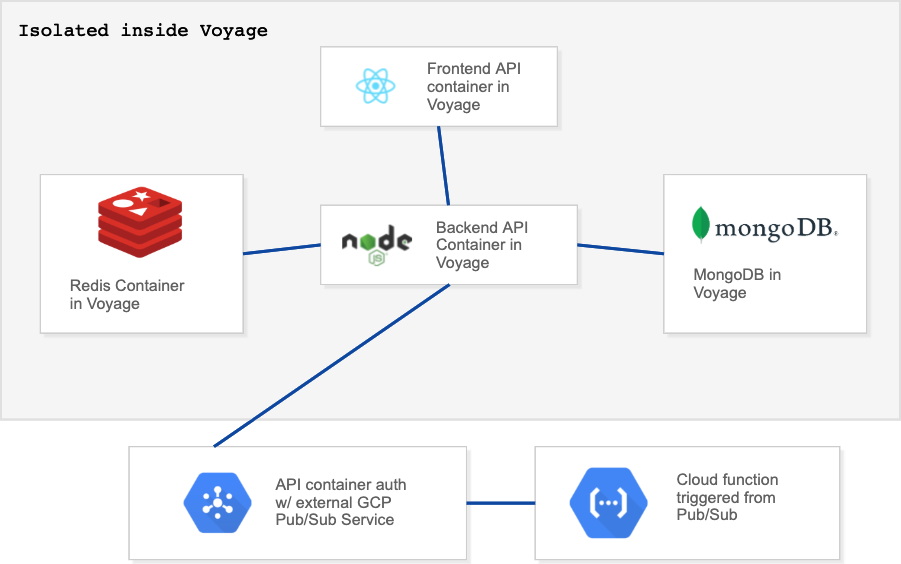 Isolated inside Voyage
Frontend API
container in
Voyage
Redis Container
in Voyage
node
JS
Backend API
Container in
Voyage
mongoDB.
MongoDB in
Voyage
API container auth
w/ external GCP
Pub/Sub Service
Cloud function
triggered from
Pub/Sub